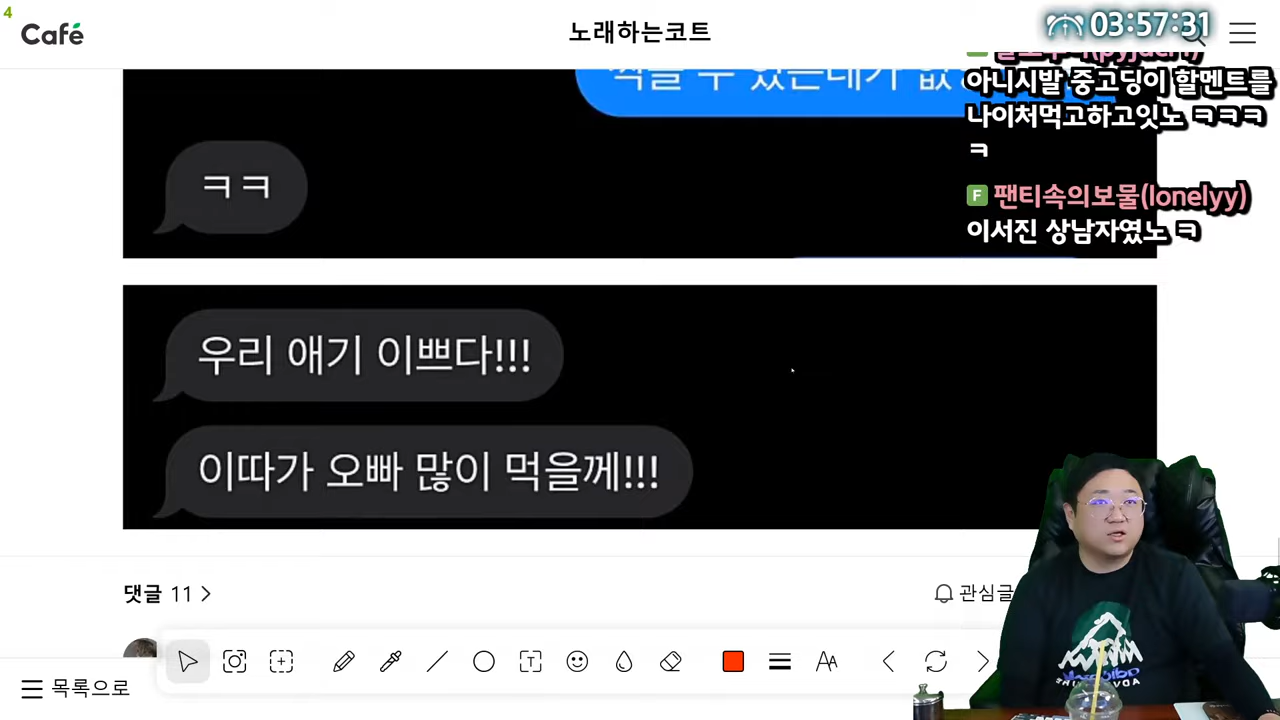 4
Café
노래하는코트
03:57:31
아니시발 중고딩이 할멘트를
나이처먹고하고잇노 ㅋㅋㅋ
ㅋ
F 팬티속의보물(lonelyy)
이서진 상남자였노 ㅋ
ㅋㅋ
우리 애기 이쁘다!!!
이따가 오빠 많이 먹을께!!!
댓글 11
관심글
T
AA
목록으로